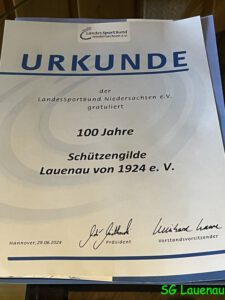 LandesSportBund
Niedersachsen e.V.
URKUNDE
der
LandesSportBund Niedersachsen e.V.
gratuliert
100 Jahre
Schützengilde
Lauenau von 1924 e. V.
Hannover, 29.06.2024
Präsident
Vorstandsvorsitzender
SG Lauenau